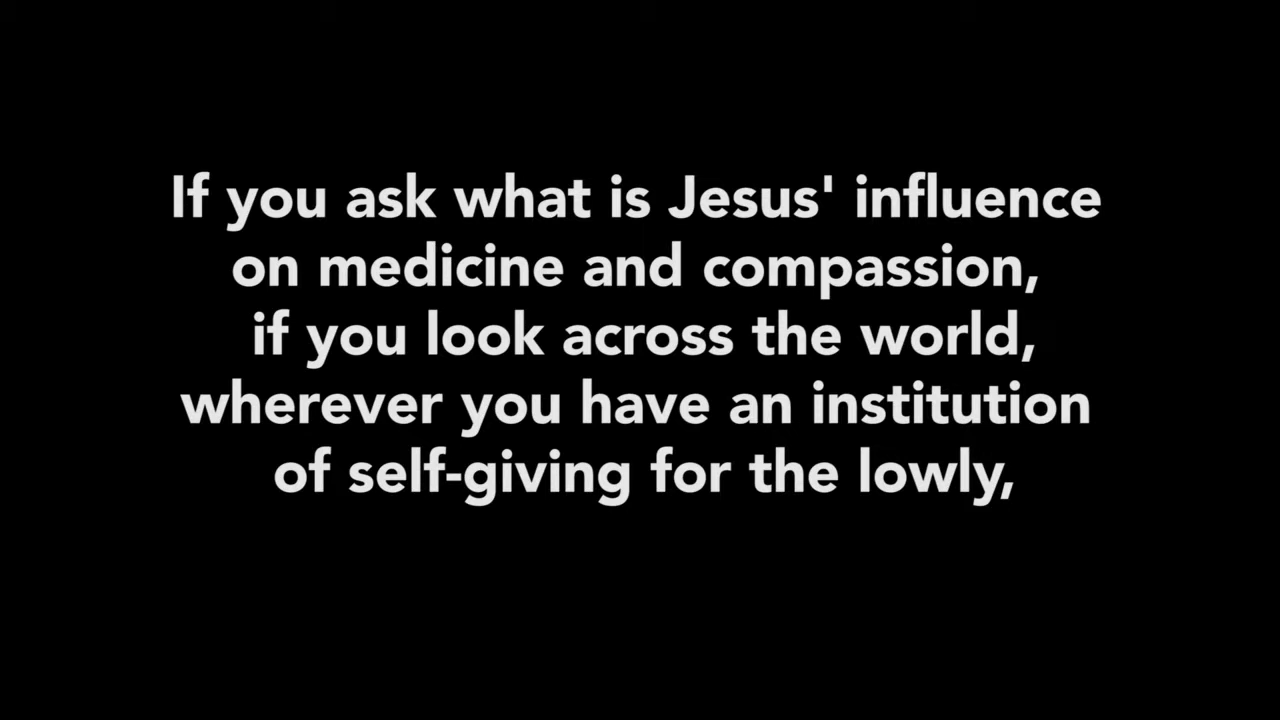 If you ask what is Jesus' influence
on medicine and compassion,
if you look across the world,
wherever you have an institution
of self-giving for the lowly,